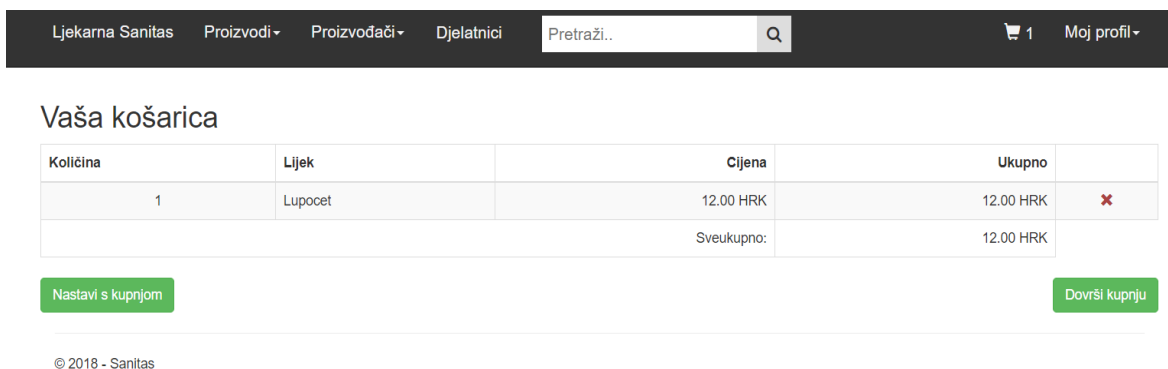 Ljekarna Sanitas Proizvodi Proizvođači Djelatnici Pretraži.. 1 Moj profil
Vaša košarica
Količina Lijek Cijena Ukupno
1 Lupocet 12.00 HRK 12.00 HRK
Sveukupno: 12.00 HRK
Nastavi s kupnjom Dovrši kupnju
© 2018 - Sanitas